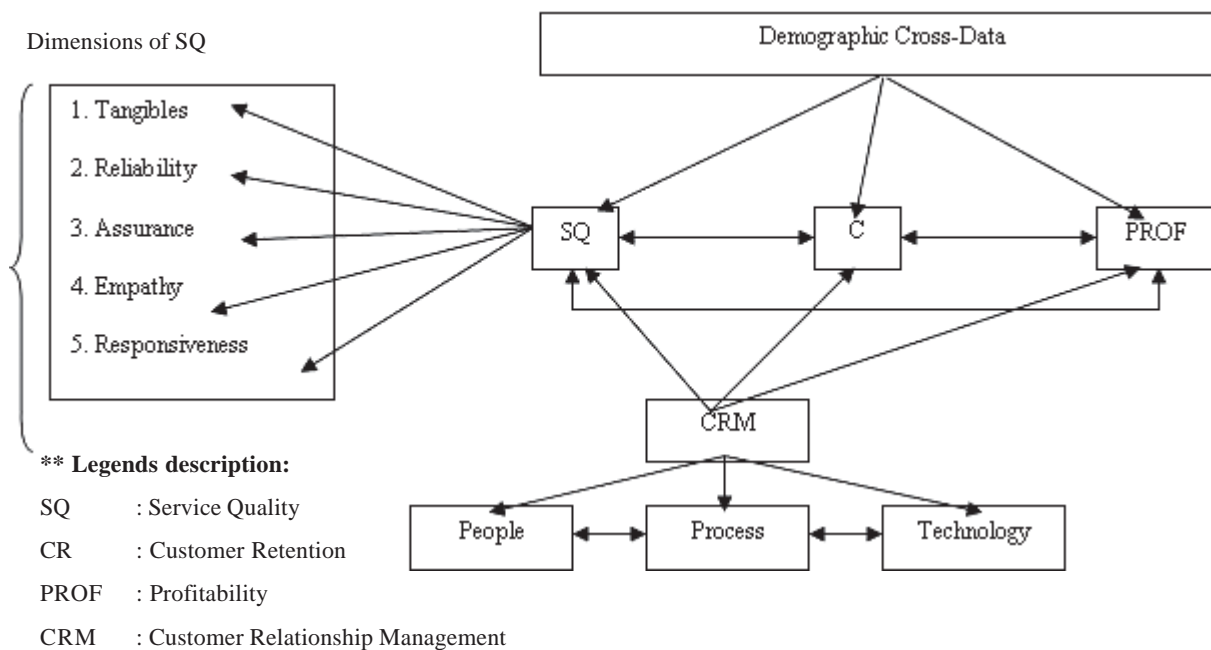 Dimensions of SQ
Demographic Cross-Data
1. Tangibles
2. Reliability
3. Assurance
4. Empathy
5. Responsiveness
SQ
C
PROF
CRM
People
Process
Technology
** Legends description:
SQ : Service Quality
CR : Customer Retention
PROF : Profitability
CRM : Customer Relationship Management